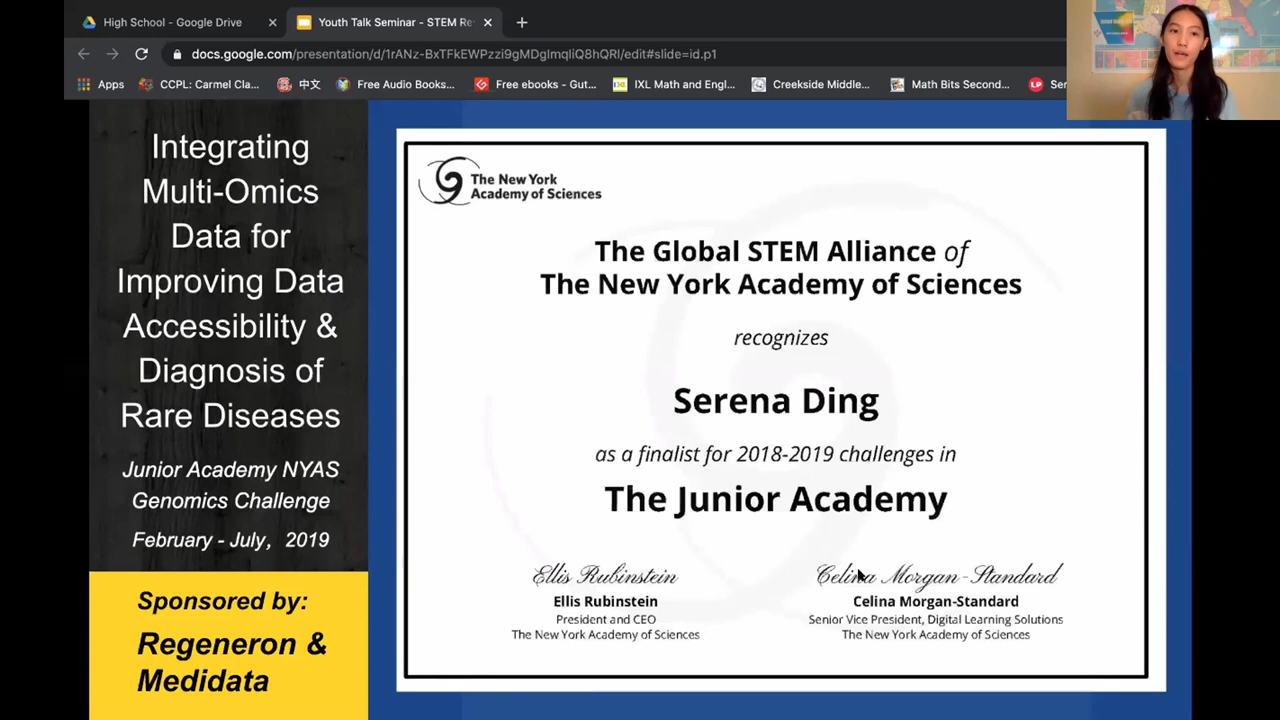 High School - Google Drive
Youth Talk Seminar - STEM Re
docs.google.com/presentation/d/1rANz-BxTFkEWPzzi9gMDgImqliQ8hQRl/edit#slide=id.p1
Apps
CCPL: Carmel Cla...
中文
Free Audio Books...
Free ebooks - Gut...
IXL Math and Engl...
Creekside Middle...
Math Bits Second...
LP
Ser
Integrating
Multi-Omics
Data for
Improving Data
Accessibility &
Diagnosis of
Rare Diseases
Junior Academy NYAS
Genomics Challenge
February - July, 2019
Sponsored by:
Regeneron &
Medidata
The New York
Academy of Sciences
The Global STEM Alliance of
The New York Academy of Sciences
recognizes
Serena Ding
as a finalist for 2018-2019 challenges in
The Junior Academy
Ellis Rubinstein
Ellis Rubinstein
President and CEO
The New York Academy of Sciences
Celina Morgan-Standard
Celina Morgan-Standard
Senior Vice President, Digital Learning Solutions
The New York Academy of Sciences